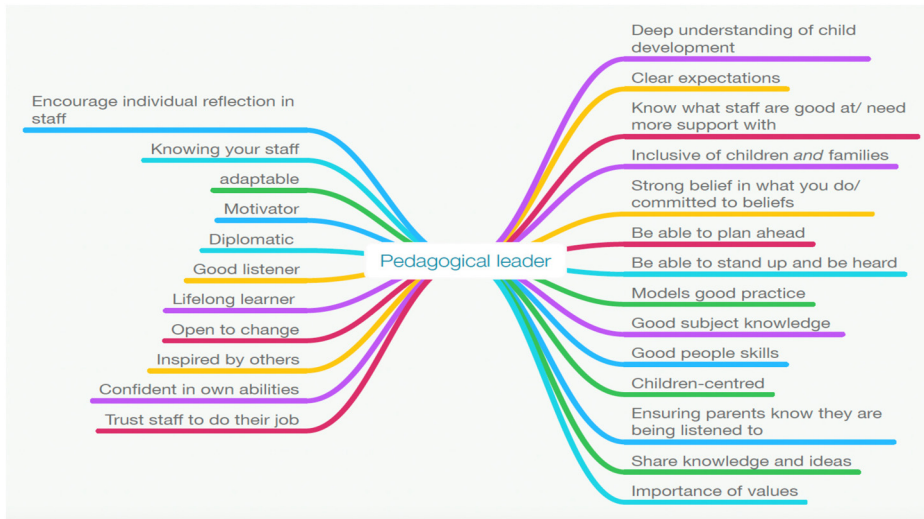 Encourage individual reflection in
staff
Knowing your staff
adaptable
Motivator
Diplomatic
Good listener
Lifelong learner
Open to change
Inspired by others
Confident in own abilities
Trust staff to do their job
Pedagogical leader
Deep understanding of child
development
Clear expectations
Know what staff are good at/ need
more support with
Inclusive of children and families
Strong belief in what you do/
committed to beliefs
Be able to plan ahead
Be able to stand up and be heard
Models good practice
Good subject knowledge
Good people skills
Children-centred
Ensuring parents know they are
being listened to
Share knowledge and ideas
Importance of values